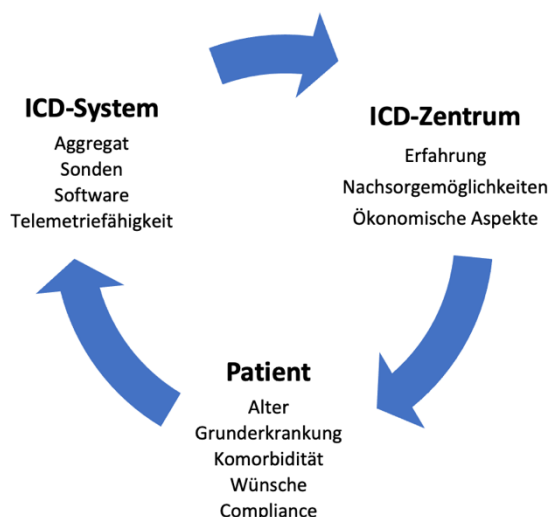 ICD-System
Aggregat
Sonden
Software
Telemetriefähigkeit
ICD-Zentrum
Erfahrung
Nachsorgemöglichkeiten
Ökonomische Aspekte
Patient
Alter
Grunderkrankung
Komorbidität
Wünsche
Compliance